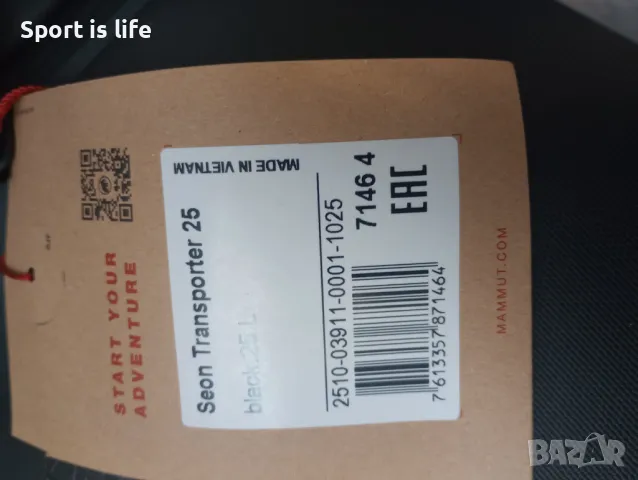 Sport is life
START YOUR
ADVENTURE
MADE IN VIETNAM
Seon Transporter 25
black,25 L
2510-03911-0001-1025
7146 4
EAC
7 613357 871464
MAMMUT.COM
BAZAR